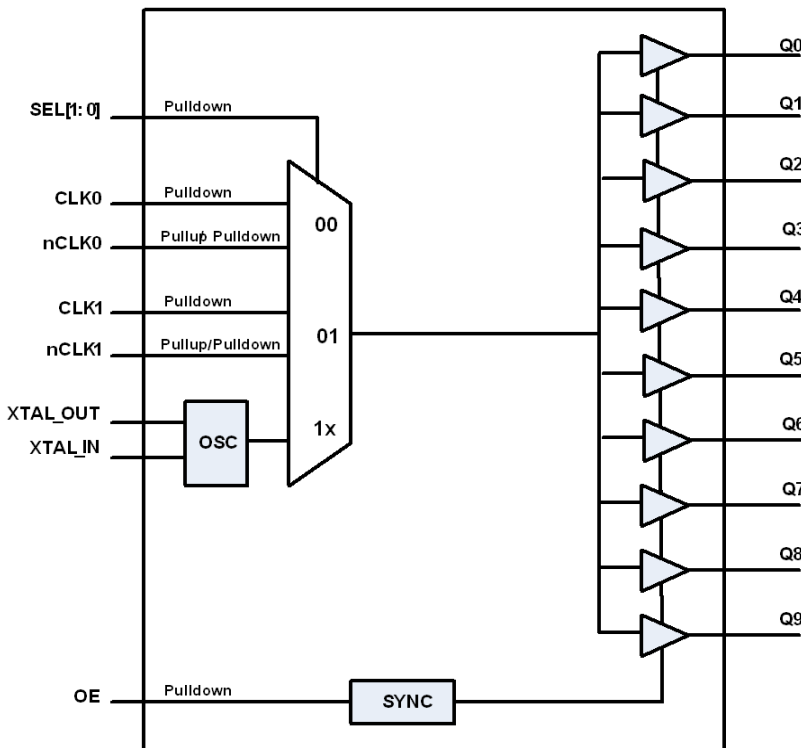 Q0
Q1
SEL[1:0] Pulldown
Q2
CLK0 Pulldown
00
nCLK0 Pullup Pulldown
Q3
CLK1 Pulldown
Q4
01
nCLK1 Pullup/Pulldown
Q5
XTAL_OUT
XTAL_IN
OSC
1x
Q6
Q7
Q8
Q9
OE Pulldown
SYNC